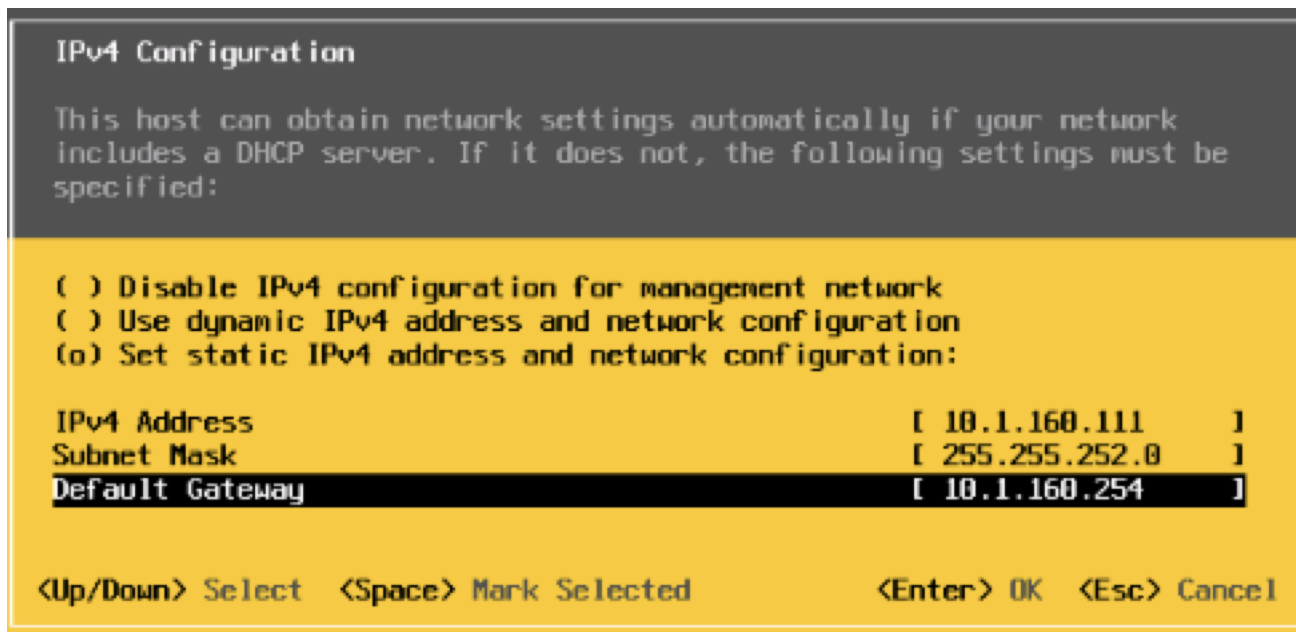 IPv4 Configuration
This host can obtain network settings automatically if your network
includes a DHCP server. If it does not, the following settings must be
specified:
( ) Disable IPv4 configuration for management network
( ) Use dynamic IPv4 address and network configuration
(o) Set static IPv4 address and network configuration:
IPv4 Address [ 10.1.160.111 ]
Subnet Mask [ 255.255.252.0 ]
Default Gateway [ 10.1.160.254 ]
<Up/Down> Select <Space> Mark Selected <Enter> OK <Esc> Cancel